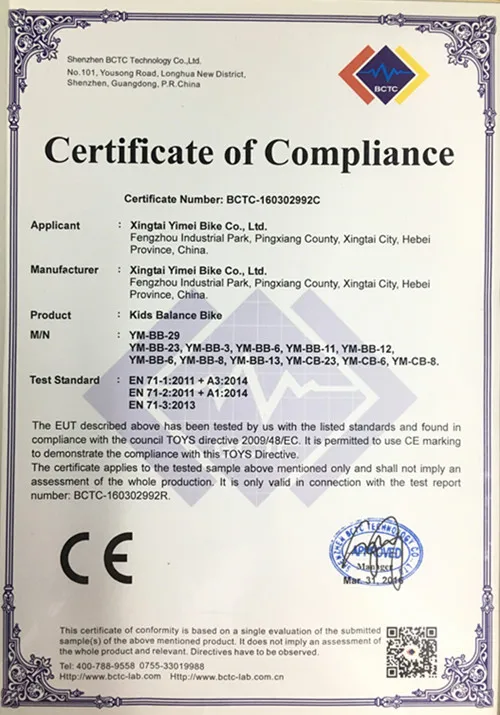 Shenzhen BCTC Technology Co.,Ltd.
No.101, Yousong Road, Longhua New District,
Shenzhen, Guangdong, P.R.China
BCTC
Certificate of Compliance
Certificate Number: BCTC-160302992C
Applicant : Xingtai Yimei Bike Co., Ltd.
Fengzhou Industrial Park, Pingxiang County, Xingtai City, Hebei
Province, China.
Manufacturer : Xingtai Yimei Bike Co., Ltd.
Fengzhou Industrial Park, Pingxiang County, Xingtai City, Hebei
Province, China.
Product : Kids Balance Bike
M/N : YM-BB-29
YM-BB-23, YM-BB-3, YM-BB-6, YM-BB-11, YM-BB-12,
YM-BB-6, YM-BB-8, YM-BB-13, YM-CB-23, YM-CB-6, YM-CB-8.
Test Standard : EN 71-1:2011 + A3:2014
EN 71-2:2011 + A1:2014
EN 71-3:2013
The EUT described above has been tested by us with the listed standards and found in
compliance with the council TOYS directive 2009/48/EC. It is permitted to use CE marking
to demonstrate the compliance with this TOYS Directive.
The certificate applies to the tested sample above mentioned only and shall not imply an
assessment of the whole production. It is only valid in connection with the test report
number: BCTC-160302992R.
CE
SHENZHEN BCTC TECHNOLOGY CO., LTD
APPROVED
Manager
Mar. 31, 2016
This certificate of conformity is based on a single evaluation of the submitted
sample(s) of the above mentioned product. It does not imply an assessment of
the whole product and relevant. Directives have to be observed.
Tel: 400-788-9558 0755-33019988
Http://www.bctc-lab.com Http://www.bctc-lab.com.cn